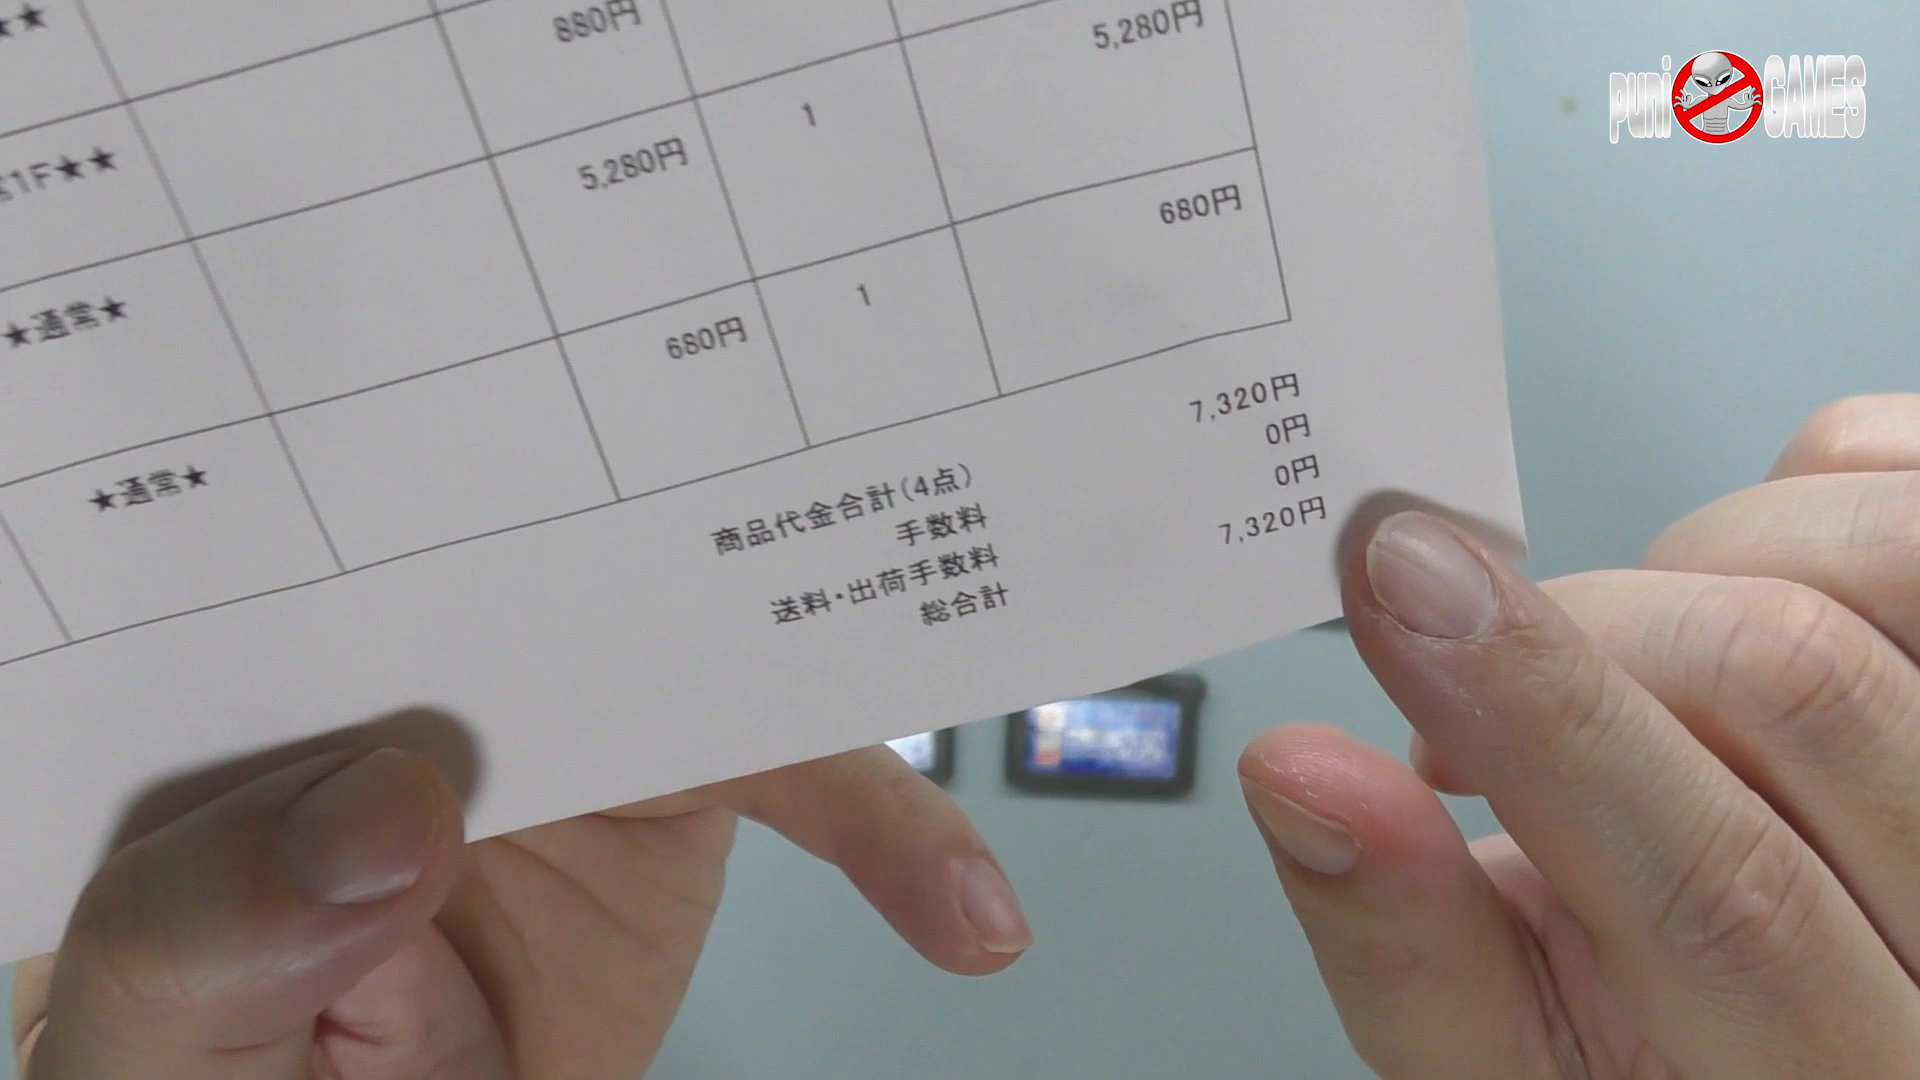 puni GAMES
★★
880円
5,280円
1F★★
5,280円
1
680円
★通常★
680円
1
★通常★
商品代金合計(4点) 7,320円
手数料 0円
送料・出荷手数料 0円
総合計 7,320円